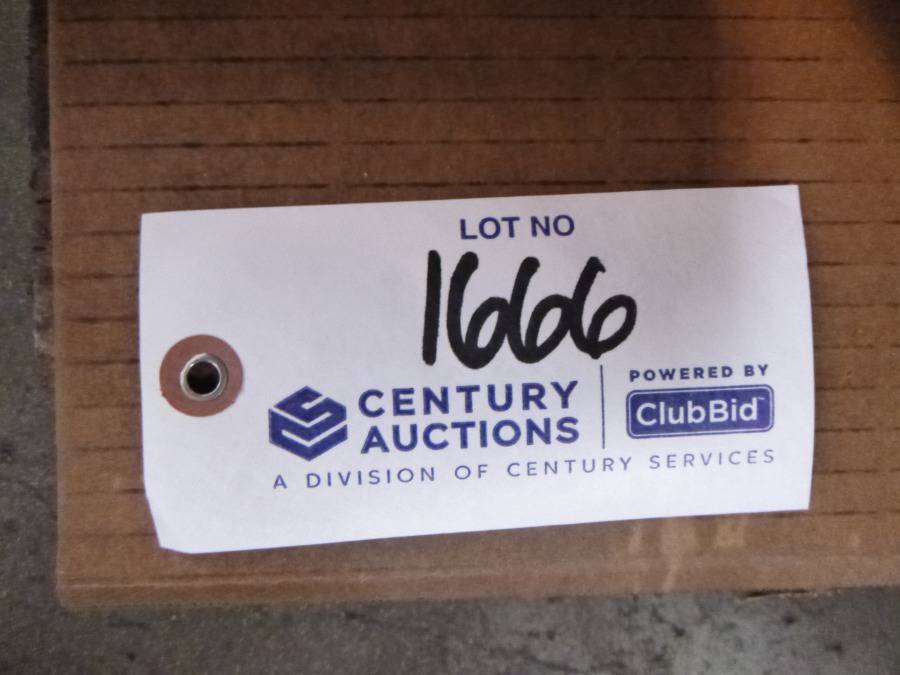 LOT NO
1666
CENTURY
AUCTIONS
POWERED BY
ClubBid™
A DIVISION OF CENTURY SERVICES